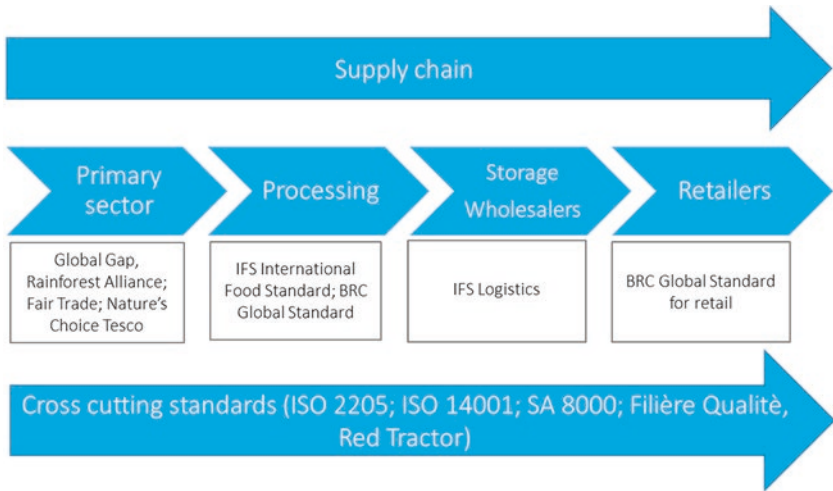 Supply chain
Primary
sector
Processing
Storage
Wholesalers
Retailers
Global Gap,
Rainforest Alliance;
Fair Trade; Nature's
Choice Tesco
IFS International
Food Standard; BRC
Global Standard
IFS Logistics
BRC Global Standard
for retail
Cross cutting standards (ISO 2205; ISO 14001; SA 8000; Filière Qualitè,
Red Tractor)